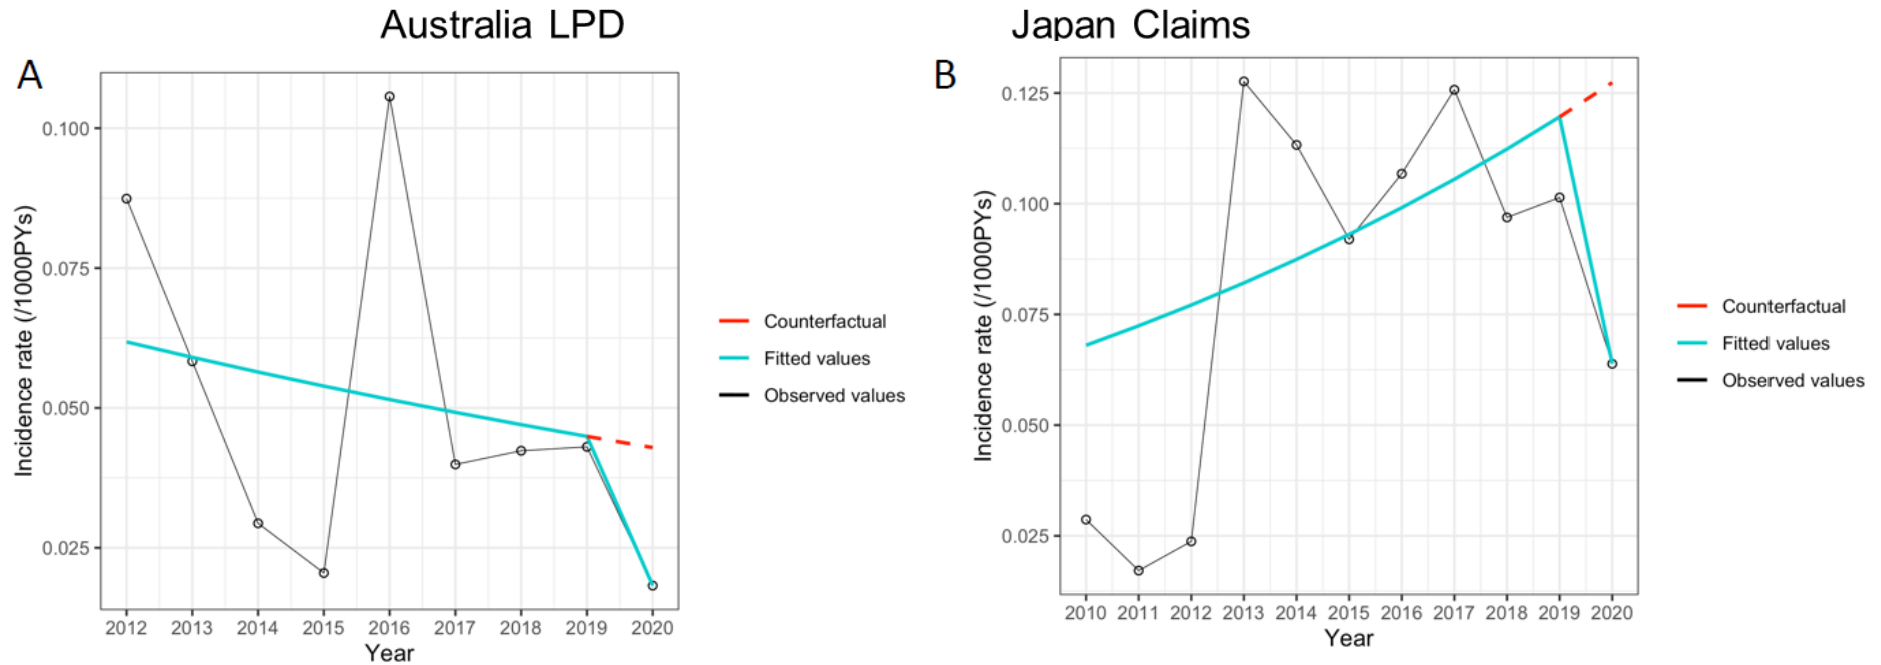 Australia LPD
A
Incidence rate (/1000PYs)
0.100
0.075
0.050
0.025
2012 2013 2014 2015 2016 2017 2018 2019 2020
Year
Counterfactual
Fitted values
Observed values
Japan Claims
B
Incidence rate (/1000PYs)
0.125
0.100
0.075
0.050
0.025
2010 2011 2012 2013 2014 2015 2016 2017 2018 2019 2020
Year
Counterfactual
Fitted values
Observed values